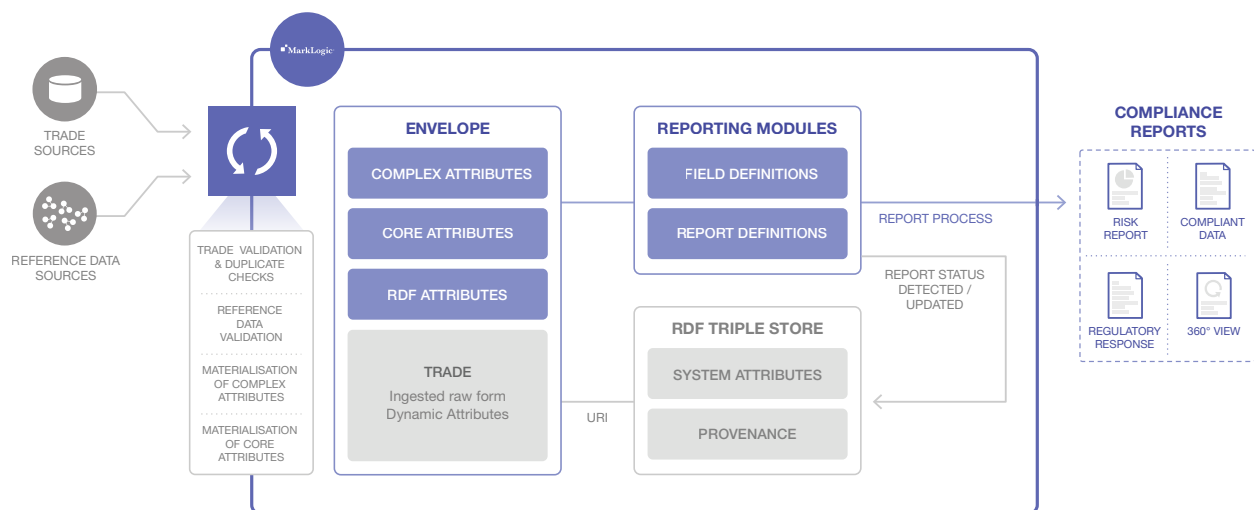 MarkLogic
TRADE
SOURCES
REFERENCE DATA
SOURCES
TRADE VALIDATION
& DUPLICATE
CHECKS
REFERENCE
DATA
VALIDATION
MATERIALISATION
OF COMPLEX
ATTRIBUTES
MATERIALISATION
OF CORE
ATTRIBUTES
ENVELOPE
COMPLEX ATTRIBUTES
CORE ATTRIBUTES
RDF ATTRIBUTES
TRADE
Ingested raw form
Dynamic Attributes
URI
REPORTING MODULES
FIELD DEFINITIONS
REPORT DEFINITIONS
RDF TRIPLE STORE
SYSTEM ATTRIBUTES
PROVENANCE
REPORT PROCESS
REPORT STATUS
DETECTED /
UPDATED
COMPLIANCE
REPORTS
RISK
REPORT
COMPLIANT
DATA
REGULATORY
RESPONSE
360° VIEW